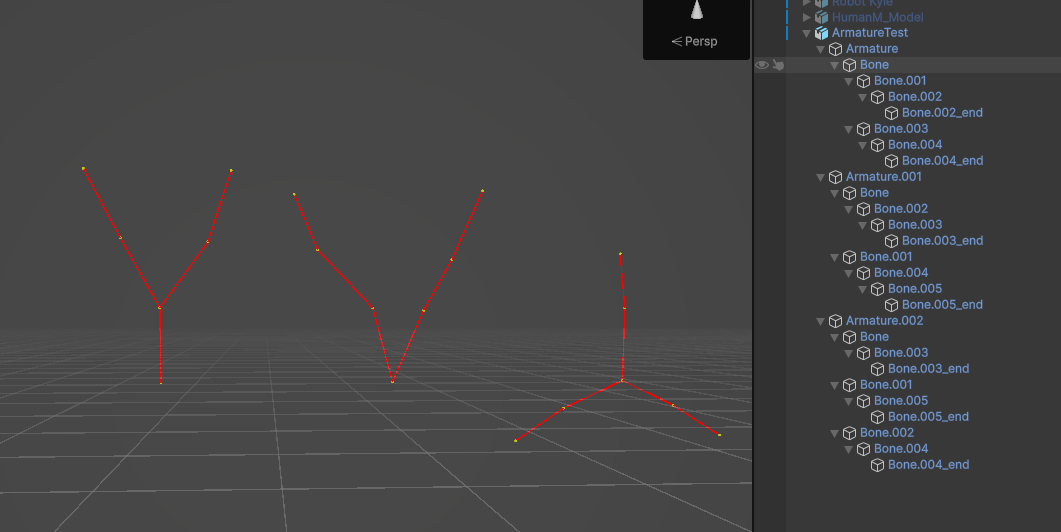 Persp
Robot Kyle
HumanM_Model
ArmatureTest
Armature
Bone
Bone.001
Bone.002
Bone.002_end
Bone.003
Bone.004
Bone.004_end
Armature.001
Bone
Bone.002
Bone.003
Bone.003_end
Bone.001
Bone.004
Bone.005
Bone.005_end
Armature.002
Bone
Bone.003
Bone.003_end
Bone.001
Bone.005
Bone.005_end
Bone.002
Bone.004
Bone.004_end